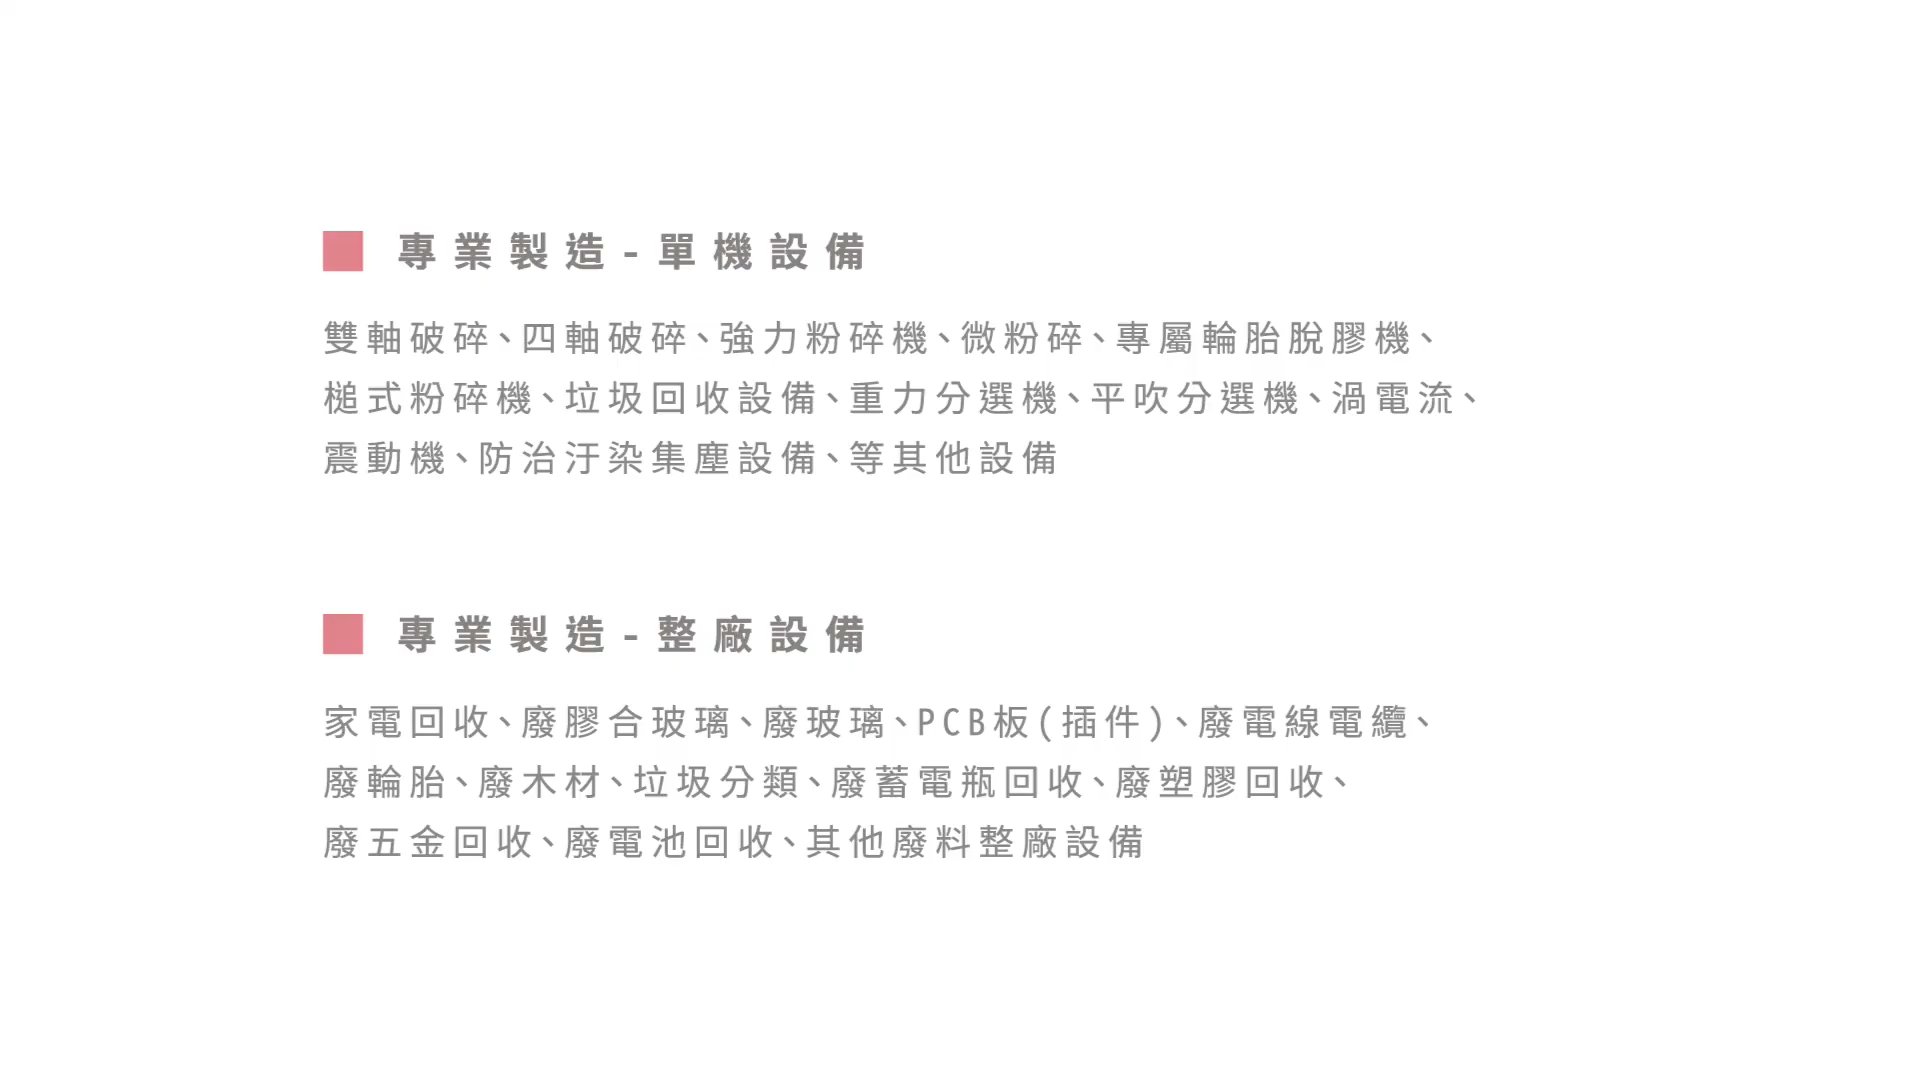 專業製造-單機設備
雙軸破碎、四軸破碎、強力粉碎機、微粉碎、專屬輪胎脫膠機、
槌式粉碎機、垃圾回收設備、重力分選機、平吹分選機、渦電流、
震動機、防治汙染集塵設備、等其他設備
專業製造-整廠設備
家電回收、廢膠合玻璃、廢玻璃、PCB板(插件)、廢電線電纜、
廢輪胎、廢木材、垃圾分類、廢蓄電瓶回收、廢塑膠回收、
廢五金回收、廢電池回收、其他廢料整廠設備